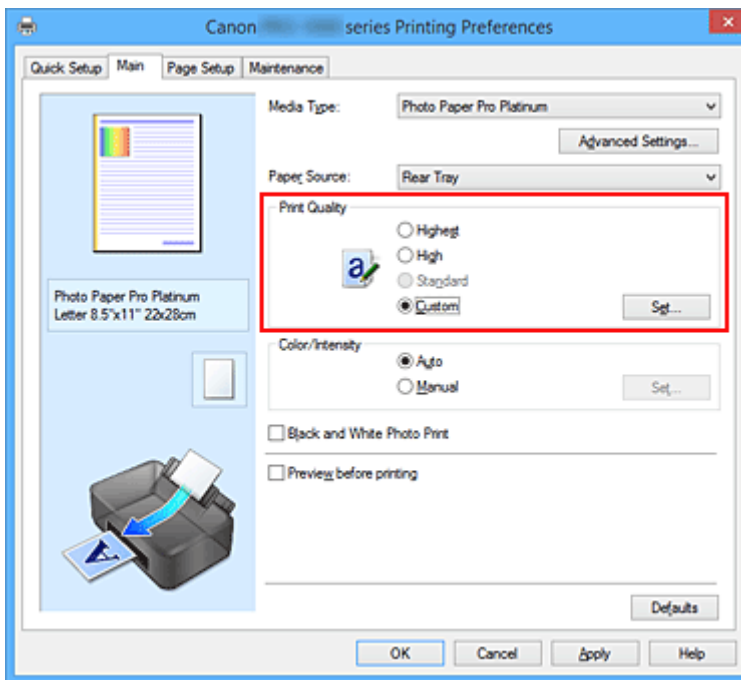 Canon series Printing Preferences
Quick Setup Main Page Setup Maintenance
Media Type: Photo Paper Pro Platinum
Advanced Settings...
Paper Source: Rear Tray
Print Quality
Highest
High
Standard
Custom Set...
Photo Paper Pro Platinum
Letter 8.5"x11" 22x28cm
Color/Intensity
Auto
Manual Set...
Black and White Photo Print
Preview before printing
Defaults
OK Cancel Apply Help